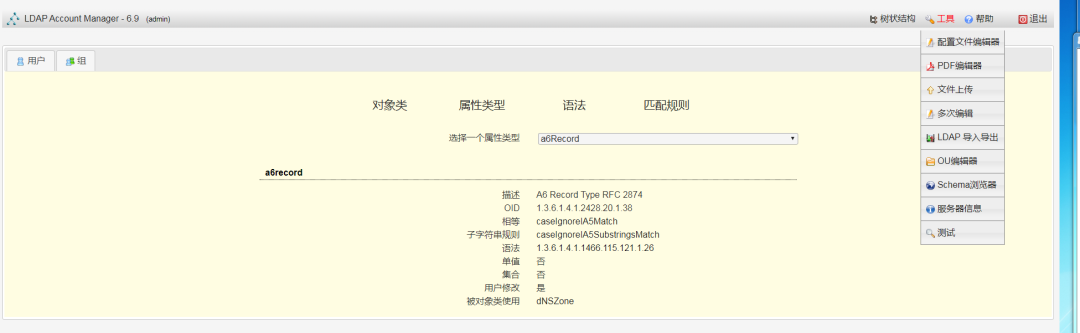 LDAP Account Manager - 6.9 (admin) 树状结构 工具 帮助 退出
配置文件编辑器
PDF编辑器
文件上传
多次编辑
LDAP 导入导出
OU编辑器
Schema浏览器
服务器信息
测试
用户 组
对象类 属性类型 语法 匹配规则
选择一个属性类型 a6Record
a6record
描述 A6 Record Type RFC 2874
OID 1.3.6.1.4.1.2428.20.1.38
相等 caseIgnoreIA5Match
子字符串规则 caseIgnoreIA5SubstringsMatch
语法 1.3.6.1.4.1.1466.115.121.1.26
单值 否
集合 否
用户修改 是
被对象类使用 dNSZone